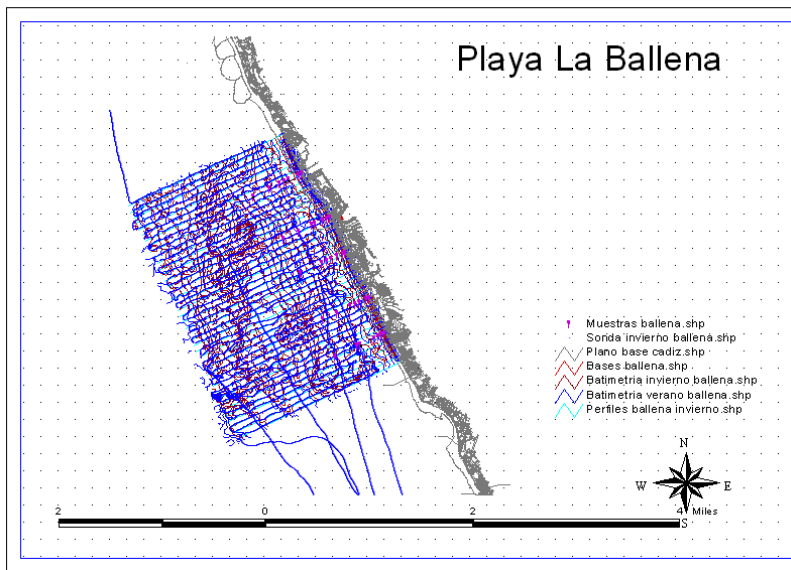 Playa La Ballena
Muestras ballena.shp
Sonda invierno ballena.shp
Plano base cadiz.shp
Bases ballena.shp
Batimetria invierno ballena.shp
Batimetria verano ballena.shp
Perfiles ballena invierno.shp
N
W E
S
2 0 2 4 Miles